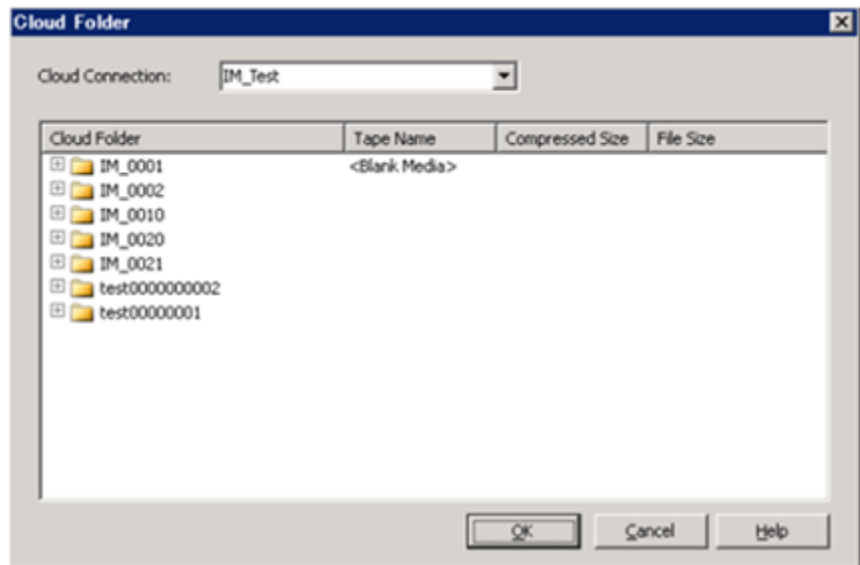 Cloud Folder
Cloud Connection: IM_Test
Cloud Folder Tape Name Compressed Size File Size
IM_0001 <Blank Media>
IM_0002
IM_0010
IM_0020
IM_0021
test0000000002
test00000001
OK Cancel Help